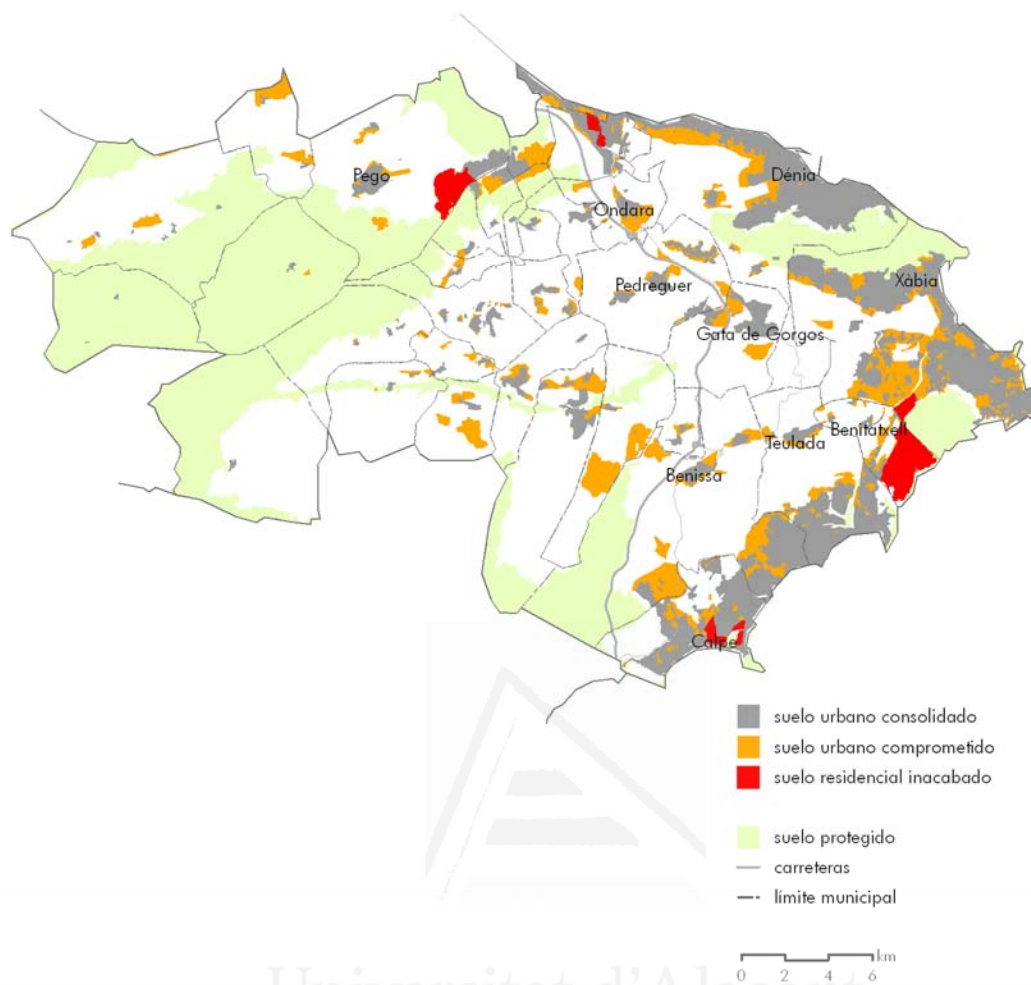 Pego
Dénia
Ondara
Xàbia
Pedreguer
Gata de Gorgos
Benitatxell
Teulada
Benissa
Calpe
suelo urbano consolidado
suelo urbano comprometido
suelo residencial inacabado
suelo protegido
carreteras
límite municipal
km
0 2 4 6